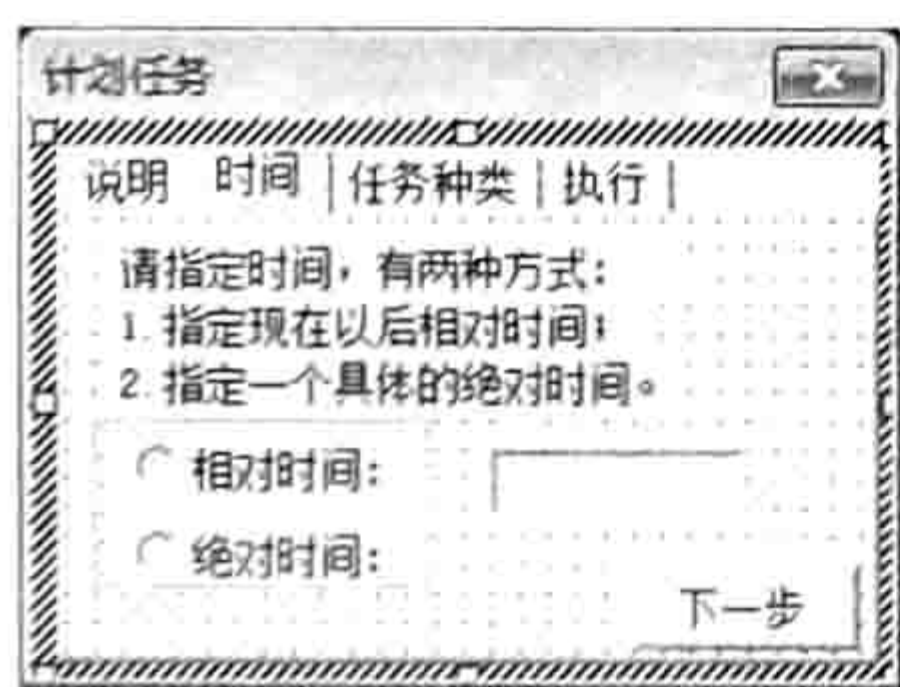 计划任务
说明 时间 任务种类 执行
请指定时间，有两种方式：
1.指定现在以后相对时间；
2.指定一个具体的绝对时间。
相对时间：
绝对时间：
下一步